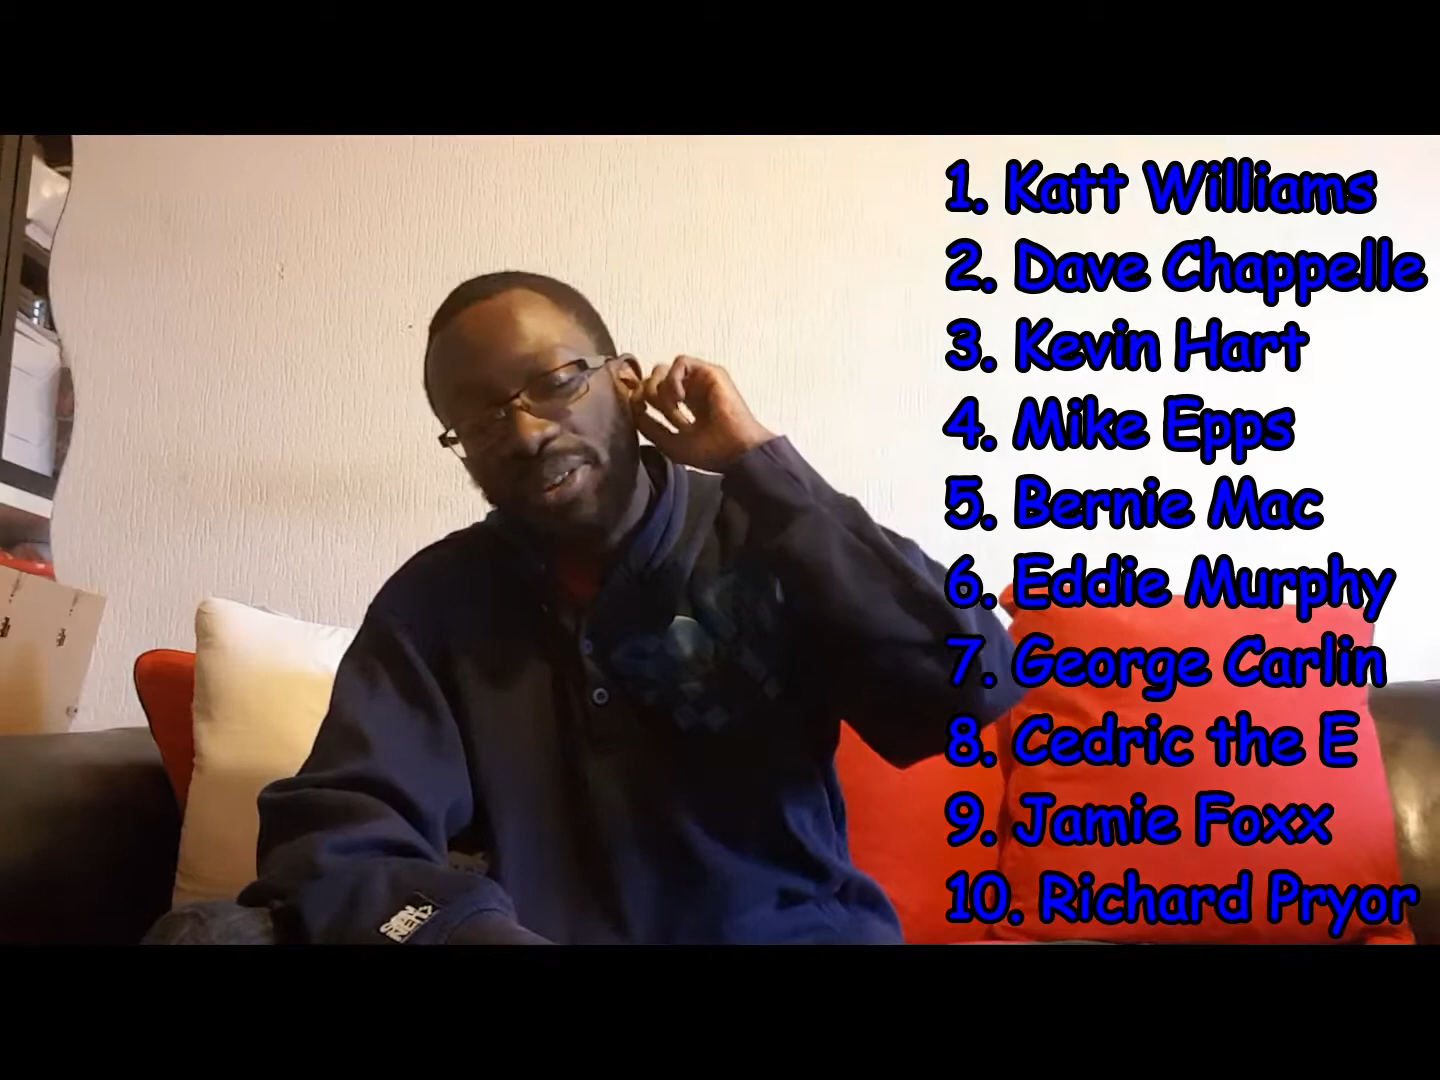 1. Katt Williams
2. Dave Chappelle
3. Kevin Hart
4. Mike Epps
5. Bernie Mac
6. Eddie Murphy
7. George Carlin
8. Cedric the E
9. Jamie Foxx
10. Richard Pryor